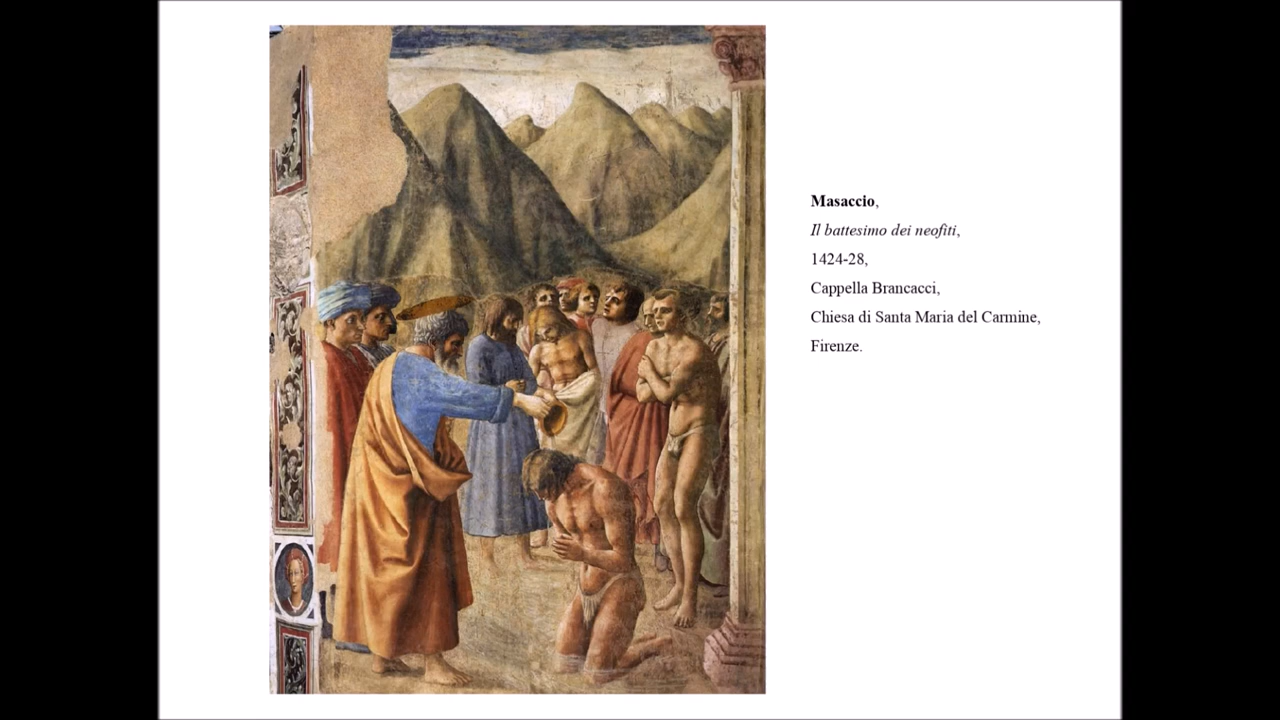 Masaccio,
Il battesimo dei neofiti,
1424-28,
Cappella Brancacci,
Chiesa di Santa Maria del Carmine,
Firenze.